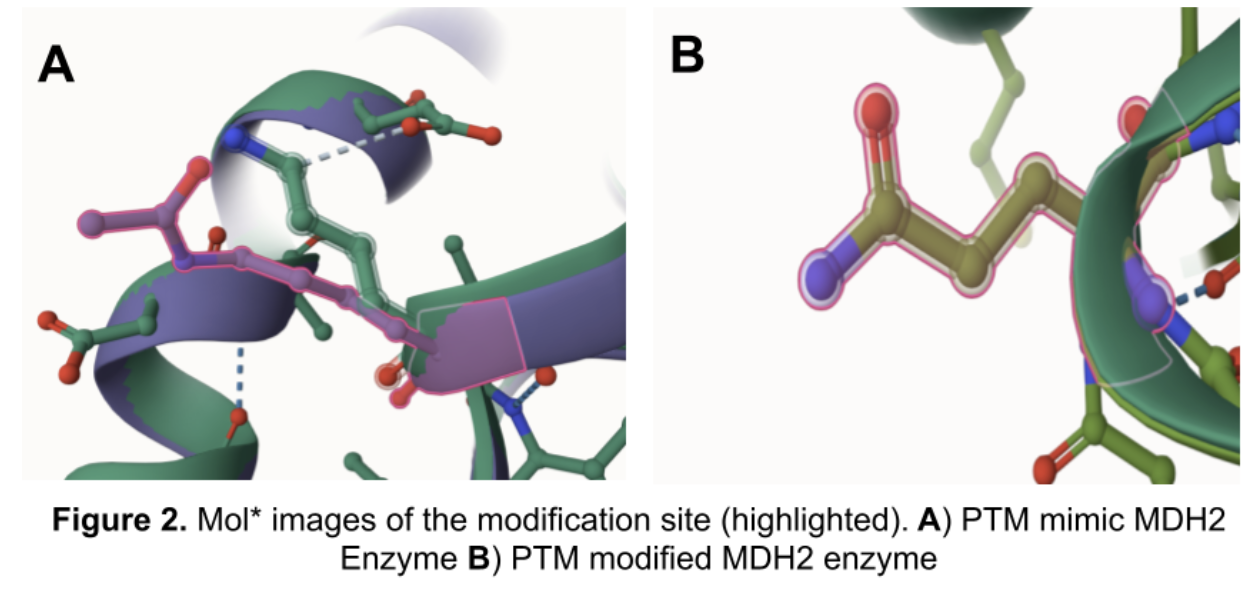 A
B
Figure 2. Mol* images of the modification site (highlighted). A) PTM mimic MDH2
Enzyme B) PTM modified MDH2 enzyme